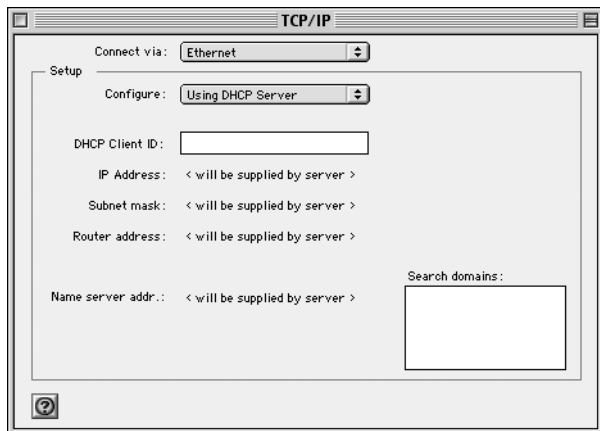 TCP/IP
Connect via: Ethernet
Setup
Configure: Using DHCP Server
DHCP Client ID:
IP Address: < will be supplied by server >
Subnet mask: < will be supplied by server >
Router address: < will be supplied by server >
Search domains:
Name server addr.: < will be supplied by server >
?